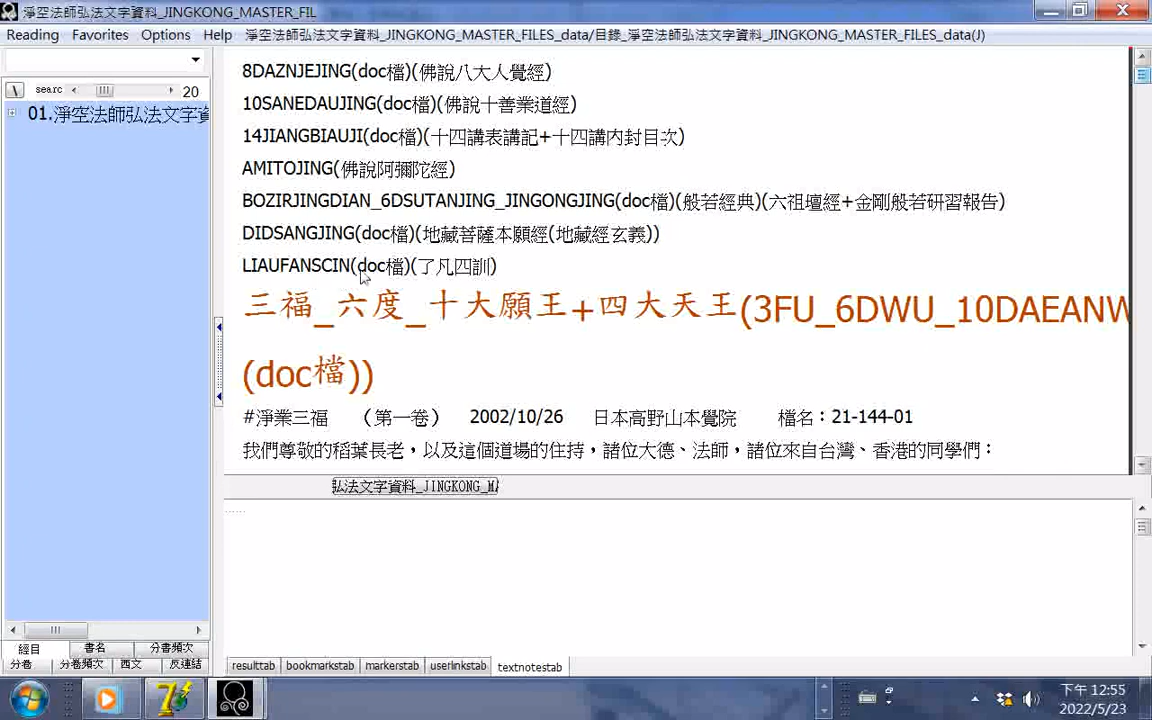 淨空法師弘法文字資料_JINGKONG_MASTER_FIL
Reading Favorites Options Help 淨空法師弘法文字資料_JINGKONG_MASTER_FILES_data/目錄_淨空法師弘法文字資料_JINGKONG_MASTER_FILES_data(J)
searc 20
01.淨空法師弘法文字資
8DAZNJEJING(doc檔)(佛說八大人覺經)
10SANEDAUJING(doc檔)(佛說十善業道經)
14JIANGBIAUJI(doc檔)(十四講表講記+十四講內封目次)
AMITOJING(佛說阿彌陀經)
BOZIRJINGDIAN_6DSUTANJING_JINGONGJING(doc檔)(般若經典)(六祖壇經+金剛般若研習報告)
DIDSANGJING(doc檔)(地藏菩薩本願經(地藏經玄義))
LIAUFANSCIN(doc檔)(了凡四訓)
三福_六度_十大願王+四大天王(3FU_6DWU_10DAEANW
(doc檔))
#淨業三福 （第一卷） 2002/10/26 日本高野山本覺院 檔名：21-144-01
我們尊敬的稻葉長老，以及這個道場的住持，諸位大德、法師，諸位來自台灣、香港的同學們：
弘法文字資料_JINGKONG_MA
......
經目 書名 分書頻次
分卷 分卷頻次 西文 反連結
resulttab bookmarkstab markerstab userlinkstab textnotestab
下午 12:55
2022/5/23